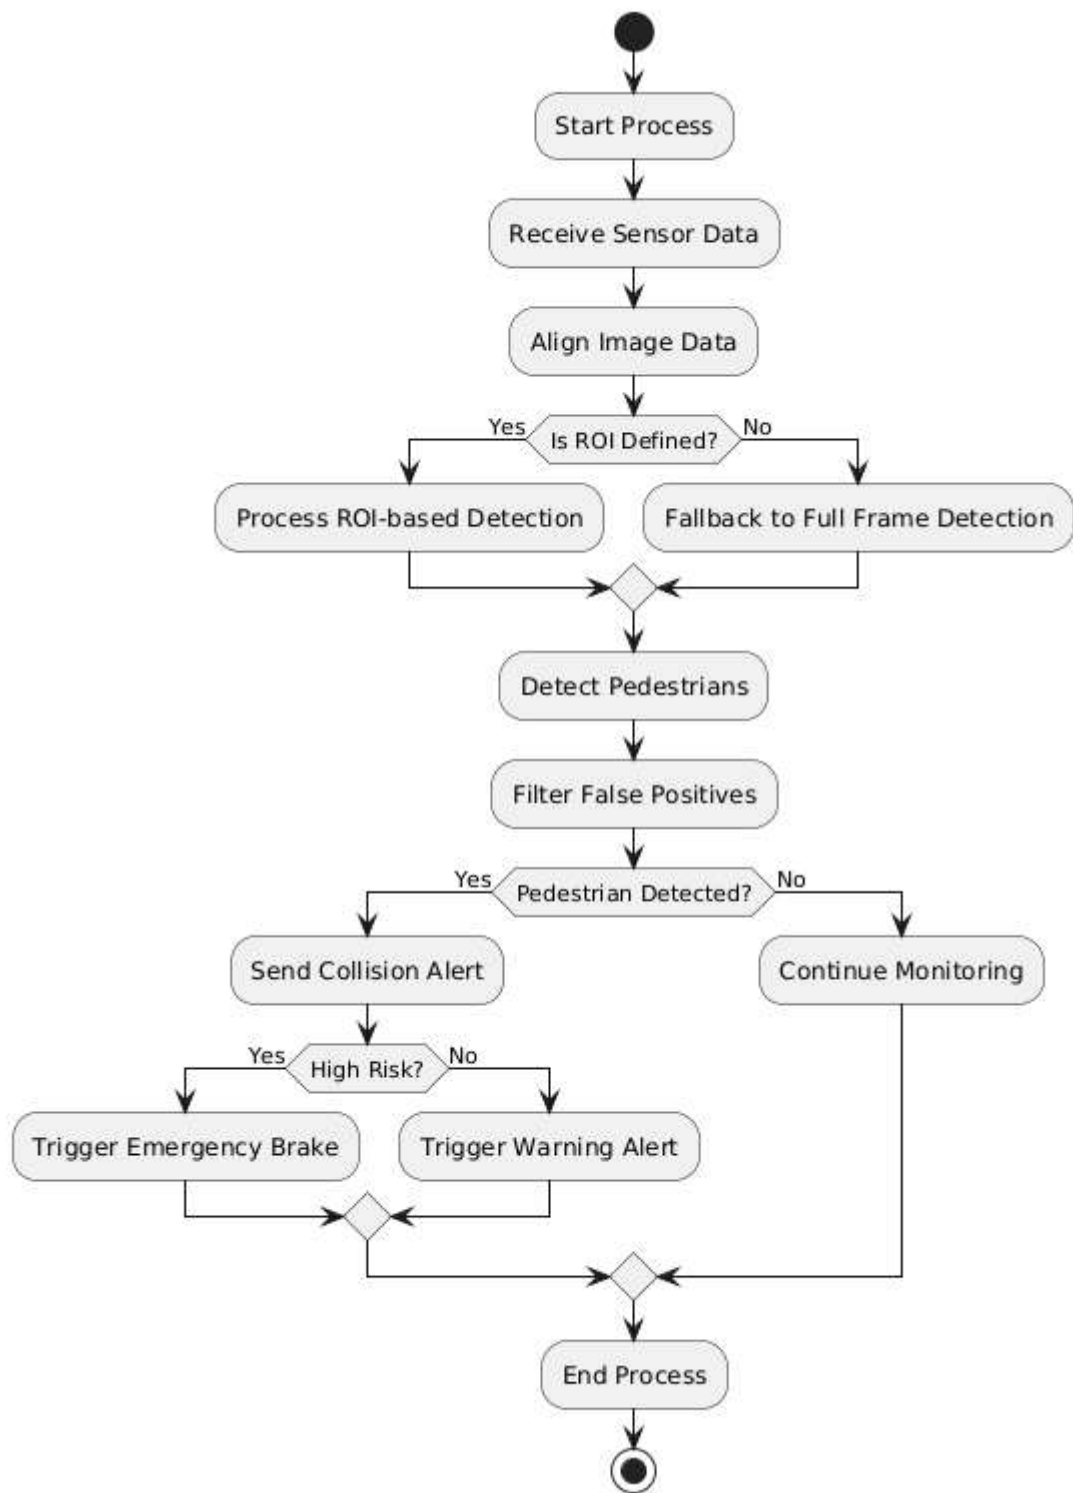 Start Process
Receive Sensor Data
Align Image Data
Yes
Is ROI Defined?
No
Process ROI-based Detection
Fallback to Full Frame Detection
Detect Pedestrians
Filter False Positives
Yes
Pedestrian Detected?
No
Send Collision Alert
Continue Monitoring
Yes
High Risk?
No
Trigger Emergency Brake
Trigger Warning Alert
End Process